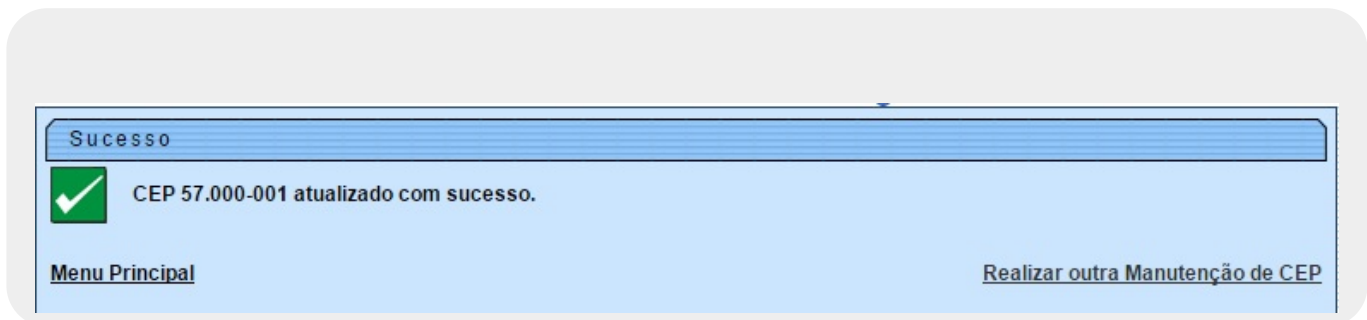 Sucesso
CEP 57.000-001 atualizado com sucesso.
Menu Principal
Realizar outra Manutenção de CEP